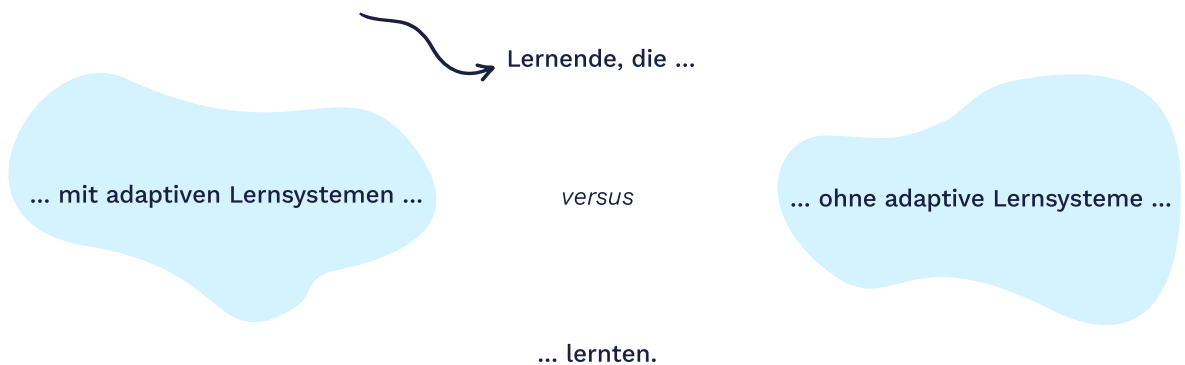 Lernende, die ...
... mit adaptiven Lernsystemen ...
versus
... ohne adaptive Lernsysteme ...
... lernten.